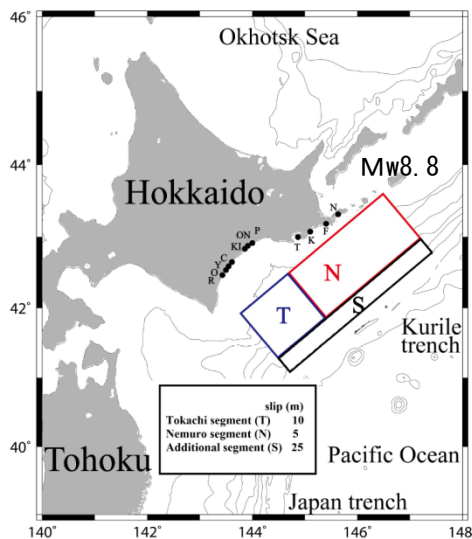 46°
Okhotsk Sea
44°
Mw8.8
Hokkaido
N
P
ON
F
KI
T
K
C
Y
O
R
N
42°
S
T
Kurile
trench
slip (m)
Tokachi segment (T) 10
Nemuro segment (N) 5
Additional segment (S) 25
40°
Tohoku
Pacific Ocean
Japan trench
140° 142° 144° 146° 148°